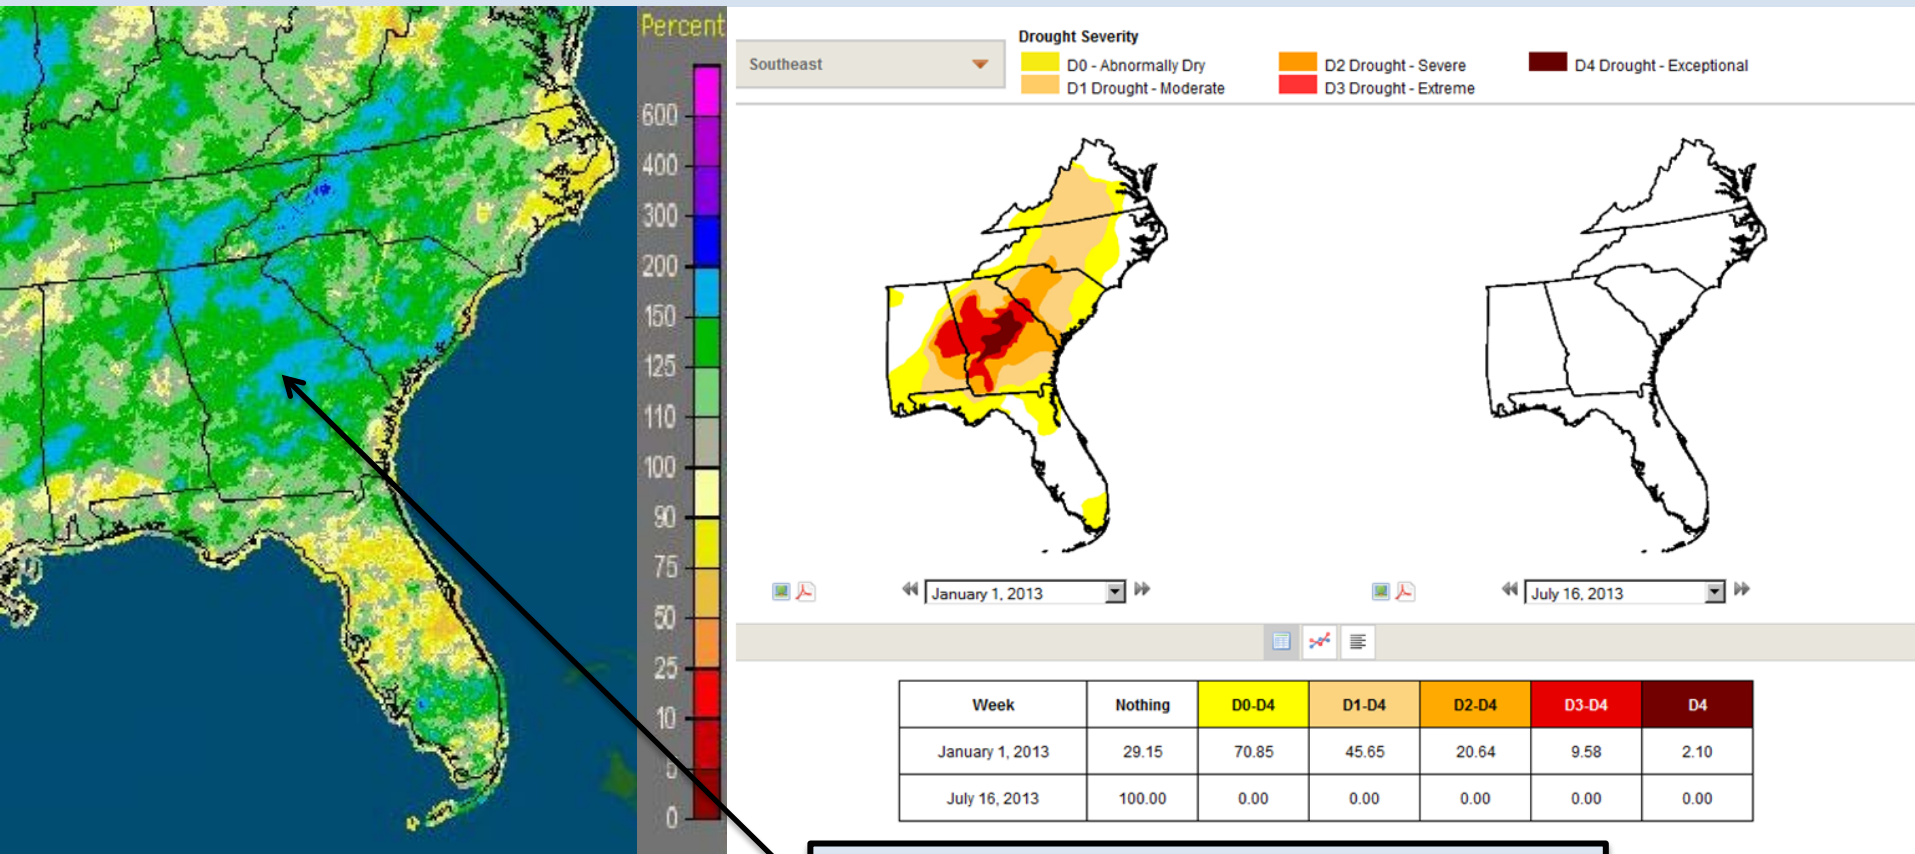 Percent
600
400
300
200
150
125
110
100
90
75
50
25
10
5
0
Southeast
Drought Severity
D0 - Abnormally Dry
D1 Drought - Moderate
D2 Drought - Severe
D3 Drought - Extreme
D4 Drought - Exceptional
January 1, 2013
July 16, 2013
Week Nothing D0-D4 D1-D4 D2-D4 D3-D4 D4
January 1, 2013 29.15 70.85 45.65 20.64 9.58 2.10
July 16, 2013 100.00 0.00 0.00 0.00 0.00 0.00